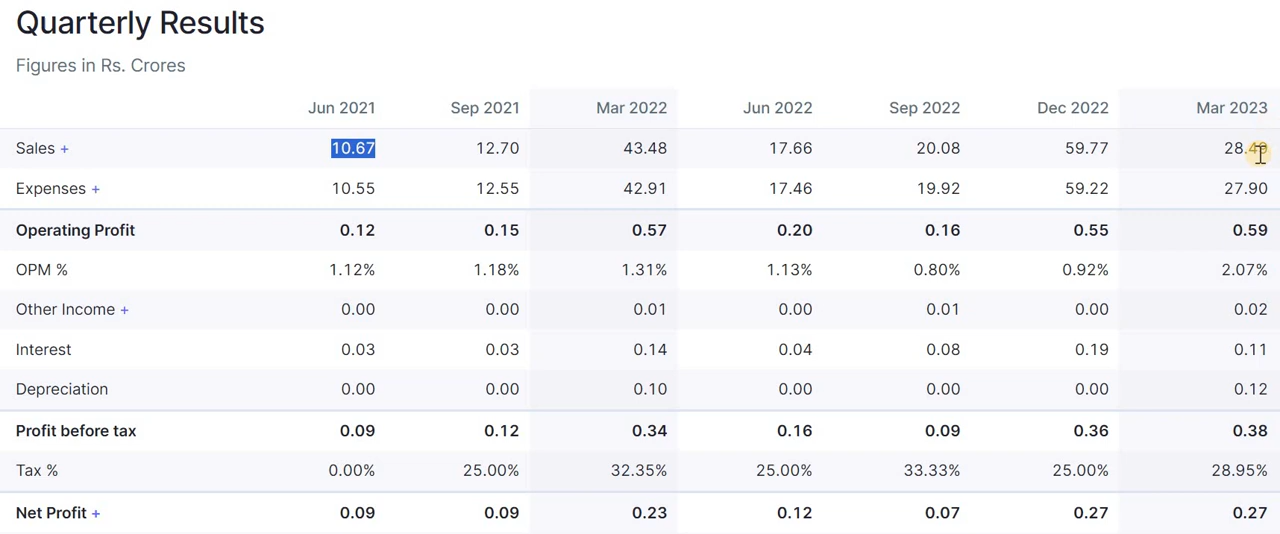 Quarterly Results
Figures in Rs. Crores
Jun 2021 Sep 2021 Mar 2022 Jun 2022 Sep 2022 Dec 2022 Mar 2023
Sales + 10.67 12.70 43.48 17.66 20.08 59.77 28.49
Expenses + 10.55 12.55 42.91 17.46 19.92 59.22 27.90
Operating Profit 0.12 0.15 0.57 0.20 0.16 0.55 0.59
OPM % 1.12% 1.18% 1.31% 1.13% 0.80% 0.92% 2.07%
Other Income + 0.00 0.00 0.01 0.00 0.01 0.00 0.02
Interest 0.03 0.03 0.14 0.04 0.08 0.19 0.11
Depreciation 0.00 0.00 0.10 0.00 0.00 0.00 0.12
Profit before tax 0.09 0.12 0.34 0.16 0.09 0.36 0.38
Tax % 0.00% 25.00% 32.35% 25.00% 33.33% 25.00% 28.95%
Net Profit + 0.09 0.09 0.23 0.12 0.07 0.27 0.27